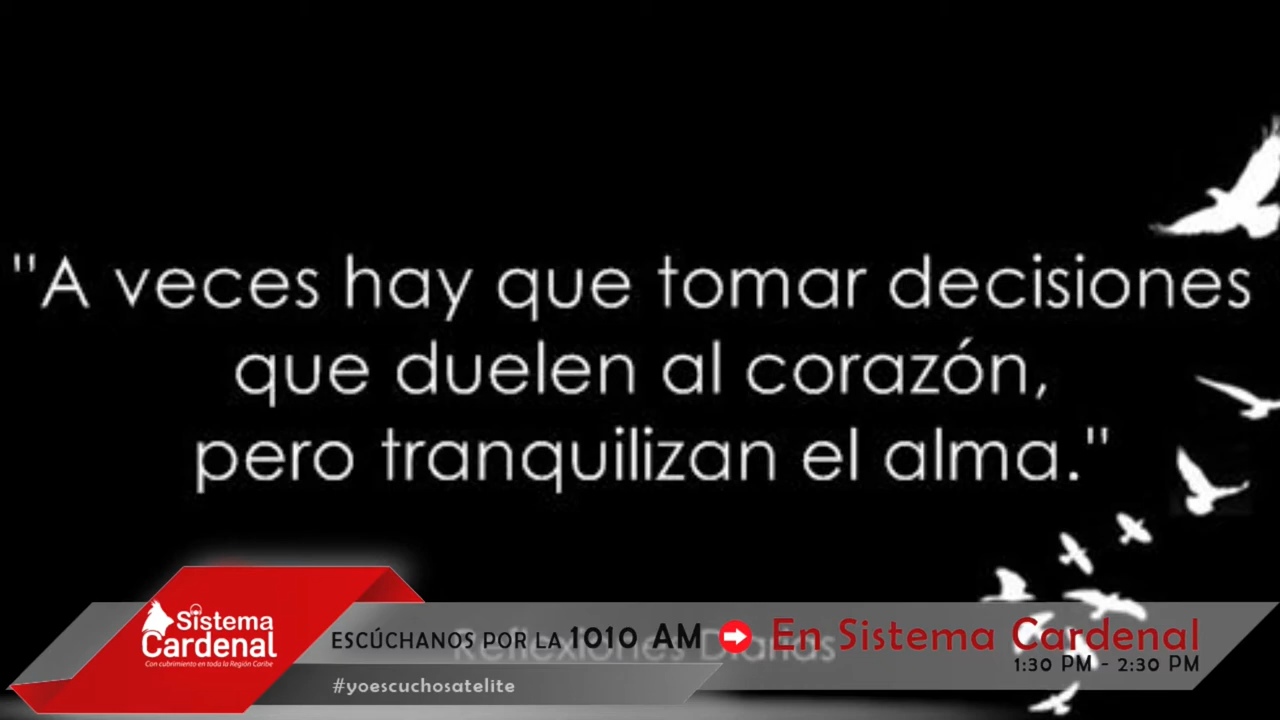 "A veces hay que tomar decisiones
que duelen al corazón,
pero tranquilizan el alma."
Reflexiones Diarias
Sistema
Cardenal
Con cubrimiento en toda la Región Caribe
ESCÚCHANOS POR LA 1010 AM En Sistema Cardenal
1:30 PM - 2:30 PM
#yoescuchosatelite